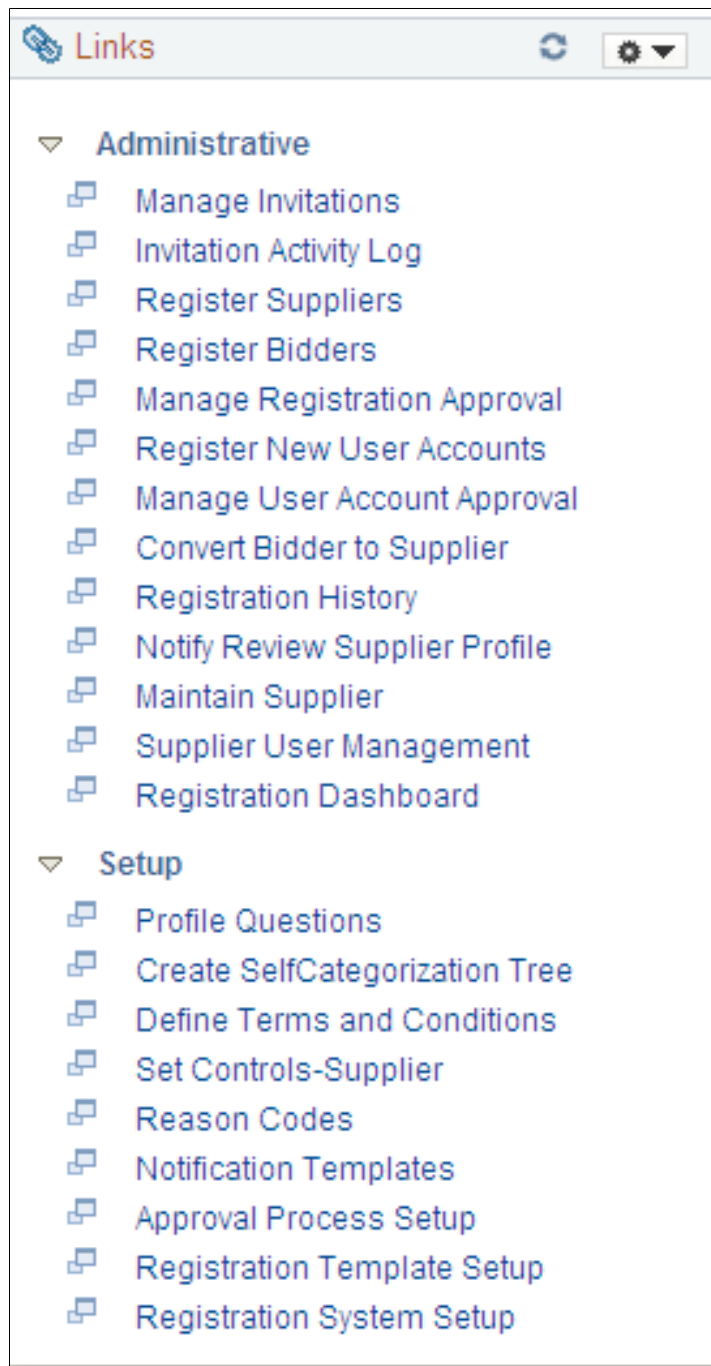 Links
Administrative
Manage Invitations
Invitation Activity Log
Register Suppliers
Register Bidders
Manage Registration Approval
Register New User Accounts
Manage User Account Approval
Convert Bidder to Supplier
Registration History
Notify Review Supplier Profile
Maintain Supplier
Supplier User Management
Registration Dashboard
Setup
Profile Questions
Create SelfCategorization Tree
Define Terms and Conditions
Set Controls-Supplier
Reason Codes
Notification Templates
Approval Process Setup
Registration Template Setup
Registration System Setup